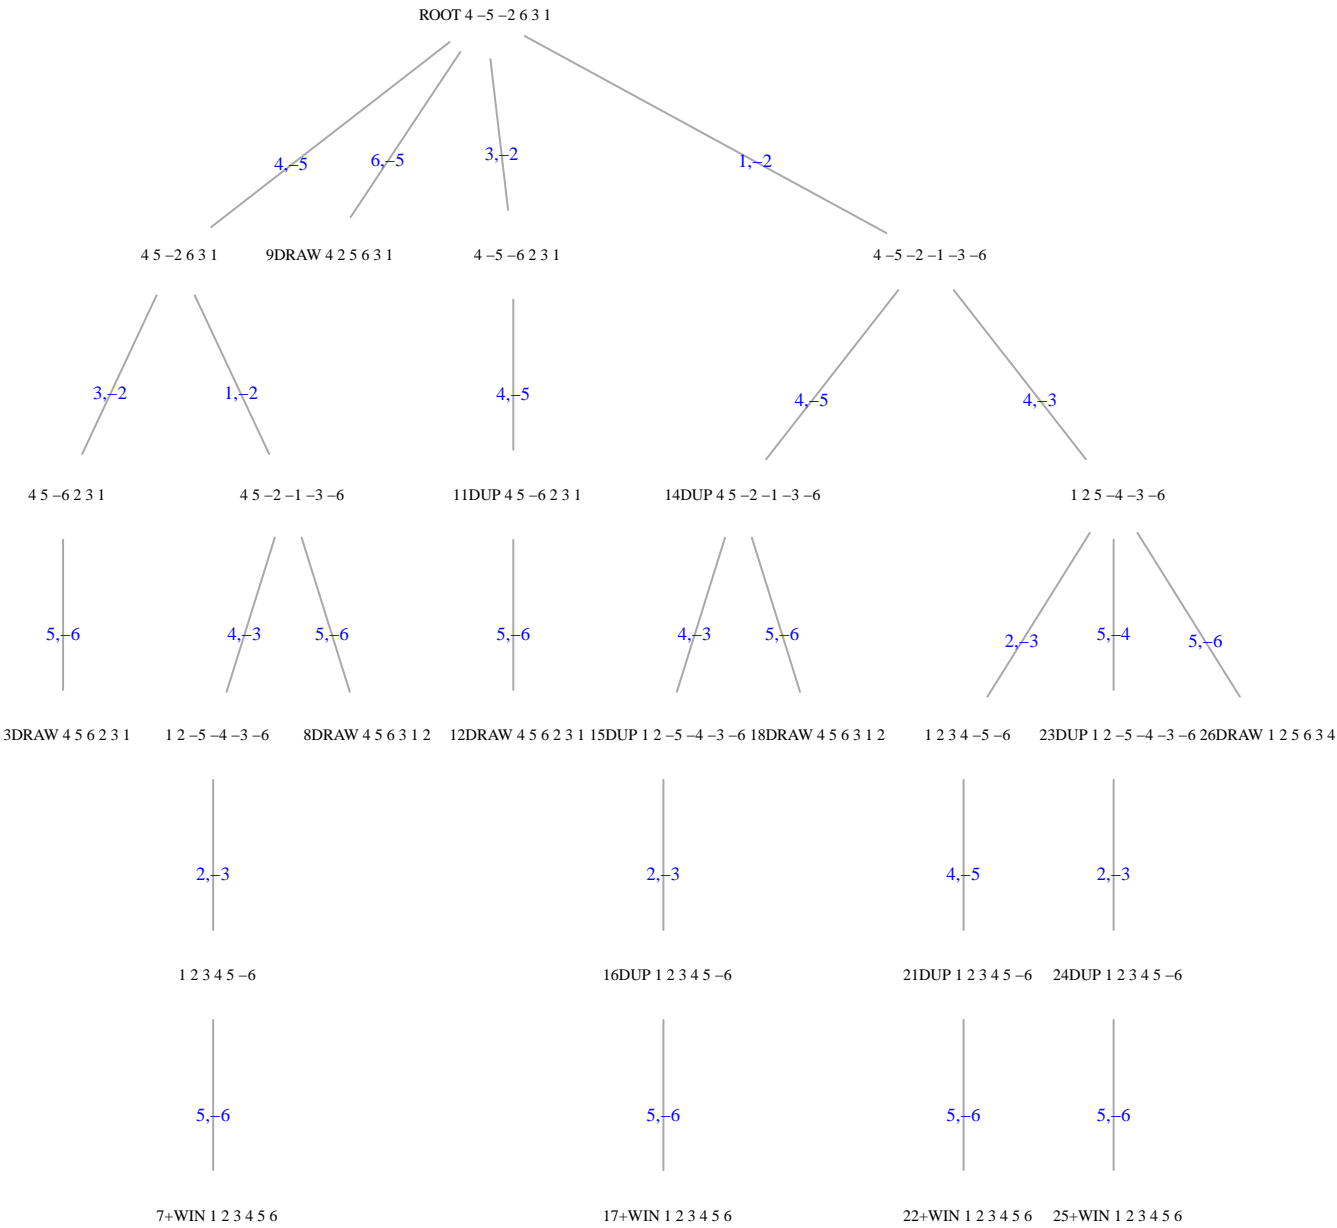 ROOT 4 −5 −2 6 3 1
4,−5 6,−5 3,−2 1,−2
4 5 −2 6 3 1 9DRAW 4 2 5 6 3 1 4 −5 −6 2 3 1 4 −5 −2 −1 −3 −6
3,−2 1,−2 4,−5 4,−5 4,−3
4 5 −6 2 3 1 4 5 −2 −1 −3 −6 11DUP 4 5 −6 2 3 1 14DUP 4 5 −2 −1 −3 −6 1 2 5 −4 −3 −6
5,−6 4,−3 5,−6 5,−6 4,−3 5,−6 2,−3 5,−4 5,−6
3DRAW 4 5 6 2 3 1 1 2 −5 −4 −3 −6 8DRAW 4 5 6 3 1 2 12DRAW 4 5 6 2 3 1 15DUP 1 2 −5 −4 −3 −6 18DRAW 4 5 6 3 1 2 1 2 3 4 −5 −6 23DUP 1 2 −5 −4 −3 −6 26DRAW 1 2 5 6 3 4
2,−3 2,−3 4,−5 2,−3
1 2 3 4 5 −6 16DUP 1 2 3 4 5 −6 21DUP 1 2 3 4 5 −6 24DUP 1 2 3 4 5 −6
5,−6 5,−6 5,−6 5,−6
7+WIN 1 2 3 4 5 6 17+WIN 1 2 3 4 5 6 22+WIN 1 2 3 4 5 6 25+WIN 1 2 3 4 5 6